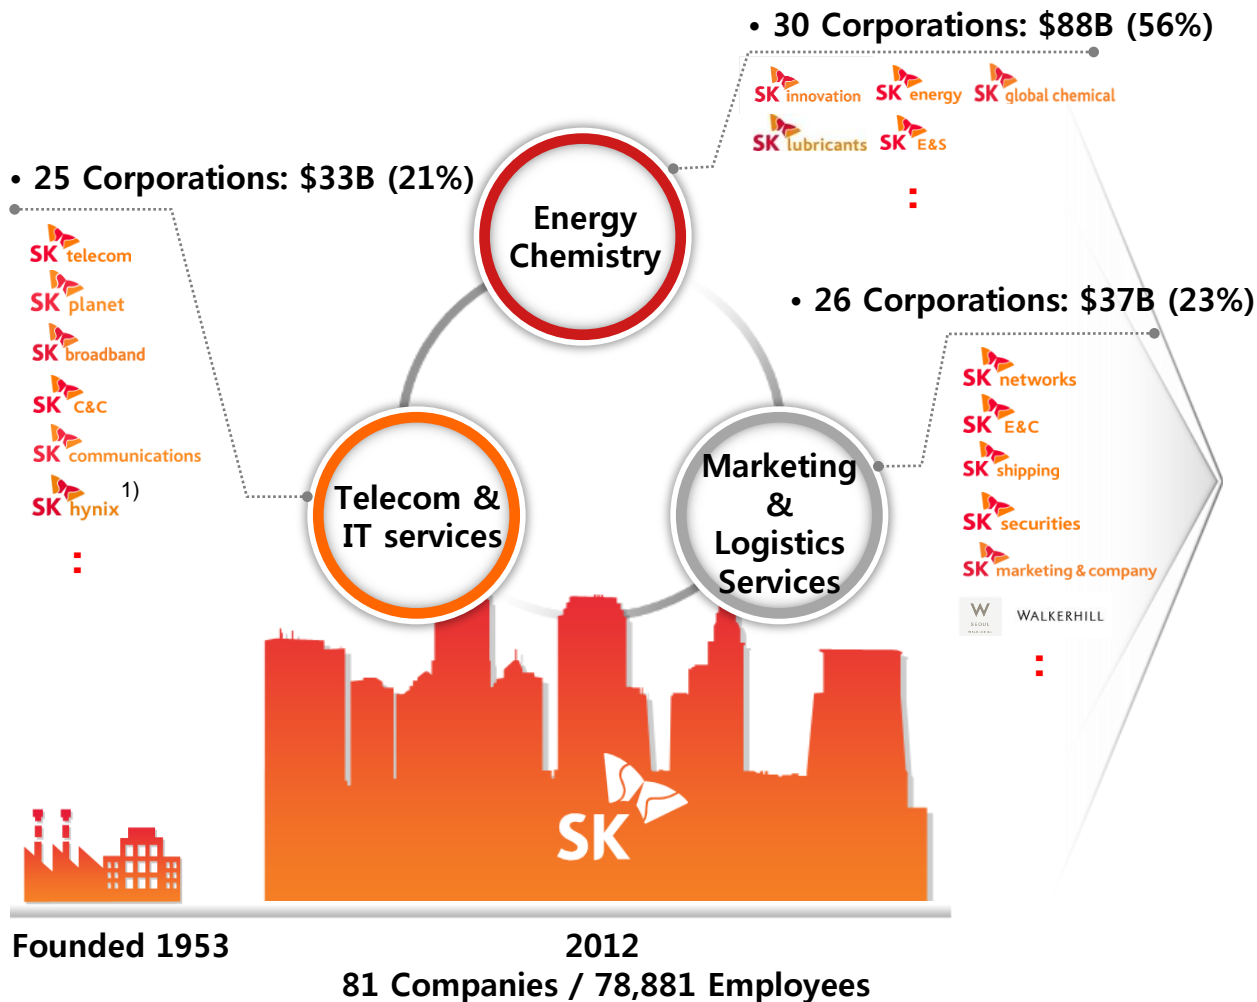 • 30 Corporations: $88B (56%)
SK innovation SK energy SK global chemical
SK lubricants SK E&S
:
• 25 Corporations: $33B (21%)
SK telecom
SK planet
SK broadband
SK C&C
SK communications
SK hynix 1)
:
Energy
Chemistry
Telecom &
IT services
Marketing
&
Logistics
Services
• 26 Corporations: $37B (23%)
SK networks
SK E&C
SK shipping
SK securities
SK marketing & company
W
SEOUL
WALKERHILL
:
SK
Founded 1953
2012
81 Companies / 78,881 Employees